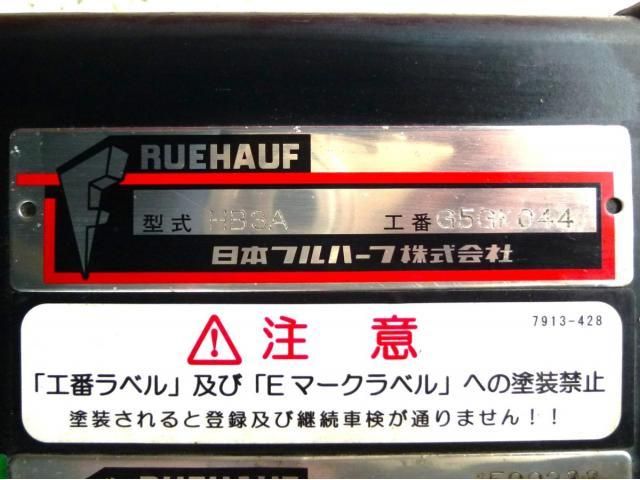 FRUEHAUF
型式 HB3A 工番 G5GK044
日本フルハーフ株式会社
注意
7913-428
「工番ラベル」及び「Eマークラベル」への塗装禁止
塗装されると登録及び継続車検が通りません!!
RUEHAUF